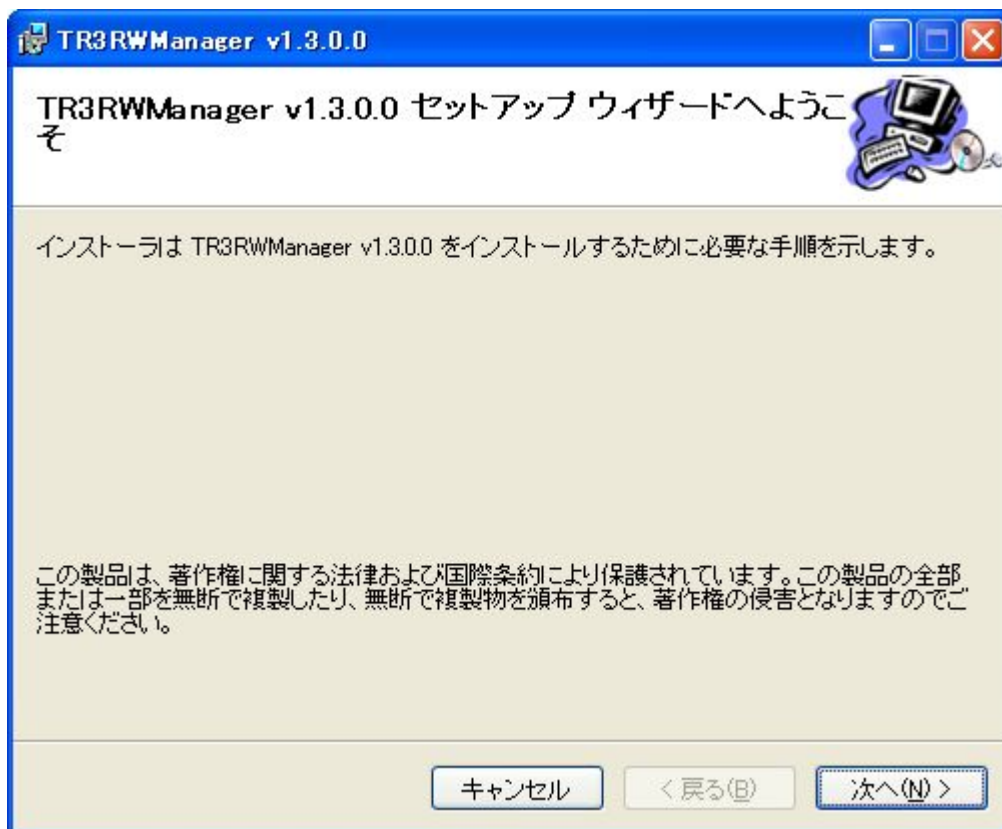 TR3RWManager v1.3.0.0
TR3RWManager v1.3.0.0 セットアップ ウィザードへようこ
そ
インストーラは TR3RWManager v1.3.0.0 をインストールするために必要な手順を示します。
この製品は、著作権に関する法律および国際条約により保護されています。この製品の全部
または一部を無断で複製したり、無断で複製物を頒布すると、著作権の侵害となりますのでご
注意ください。
キャンセル
< 戻る(B)
次へ(N) >